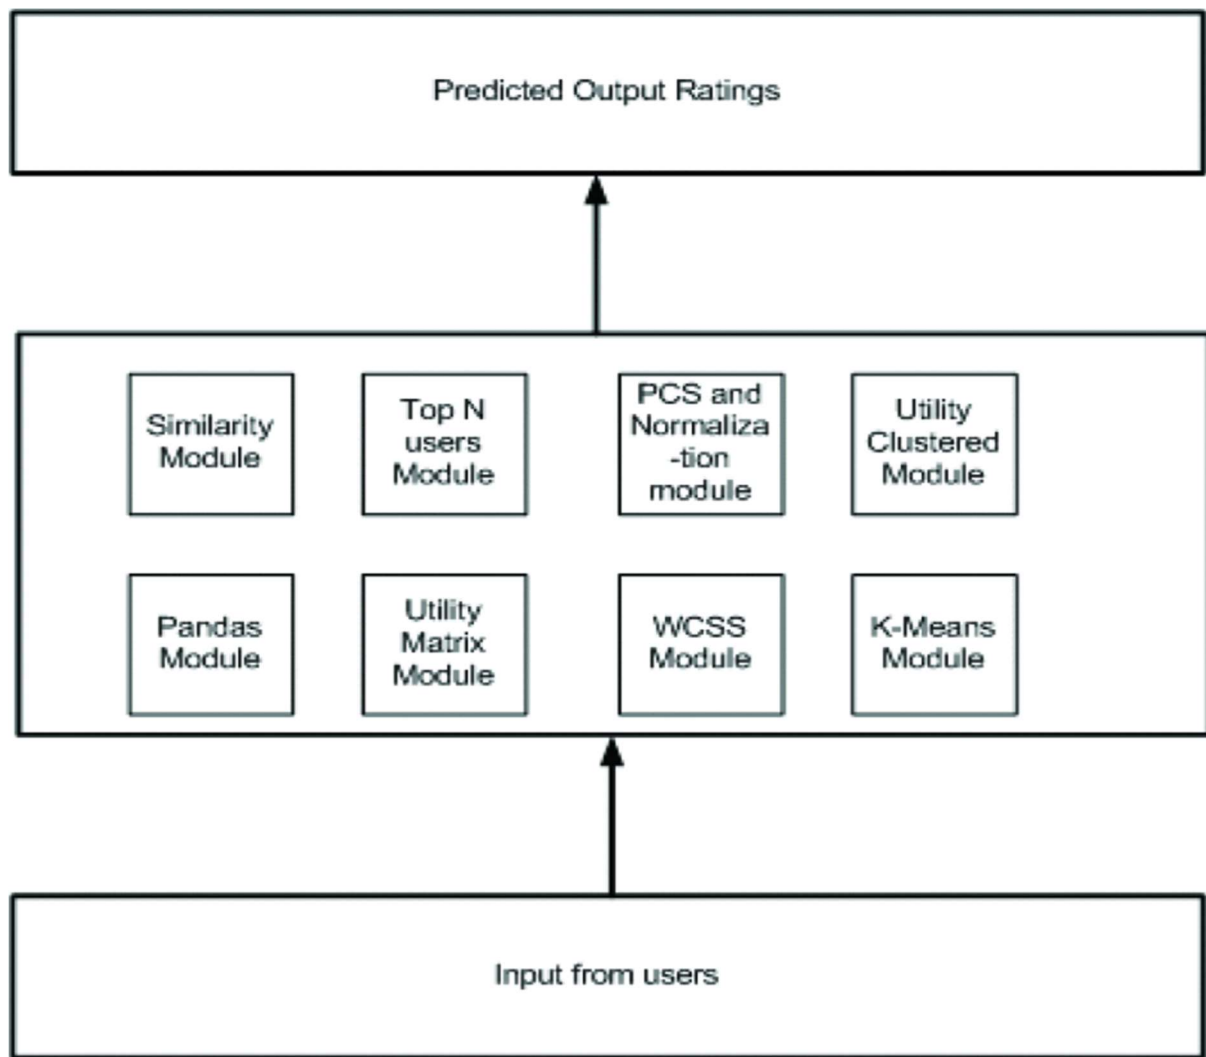 Predicted Output Ratings
Similarity
Module
Top N
users
Module
PCS and
Normaliza
-tion
module
Utility
Clustered
Module
Pandas
Module
Utility
Matrix
Module
WCSS
Module
K-Means
Module
Input from users